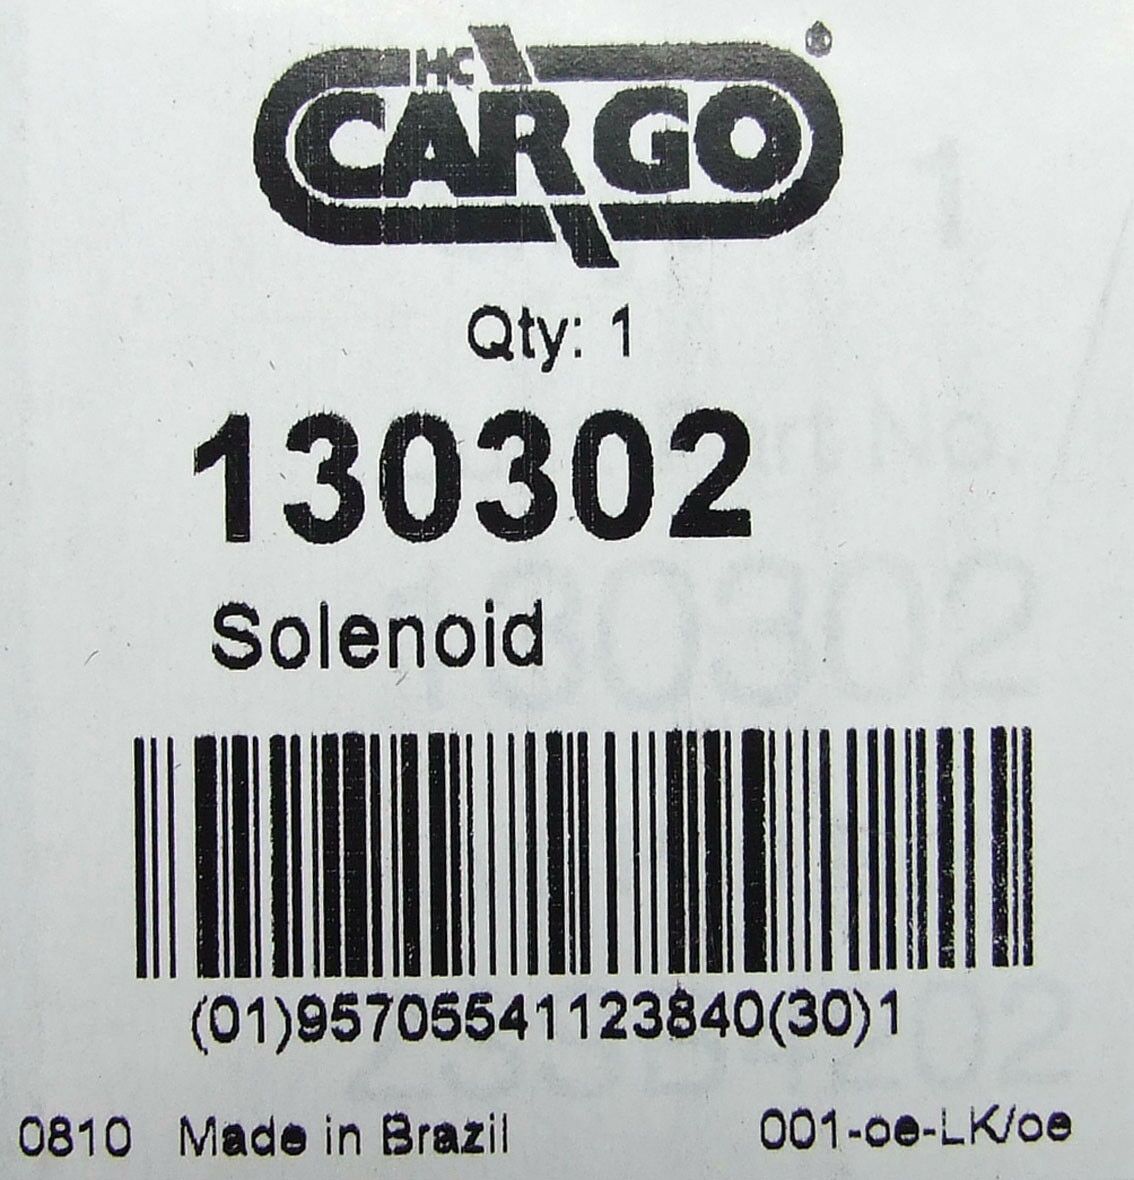 HC
CARGO®
Qty: 1
130302
Solenoid
(01)95705541123840(30)1
0810 Made in Brazil 001-oe-LK/oe